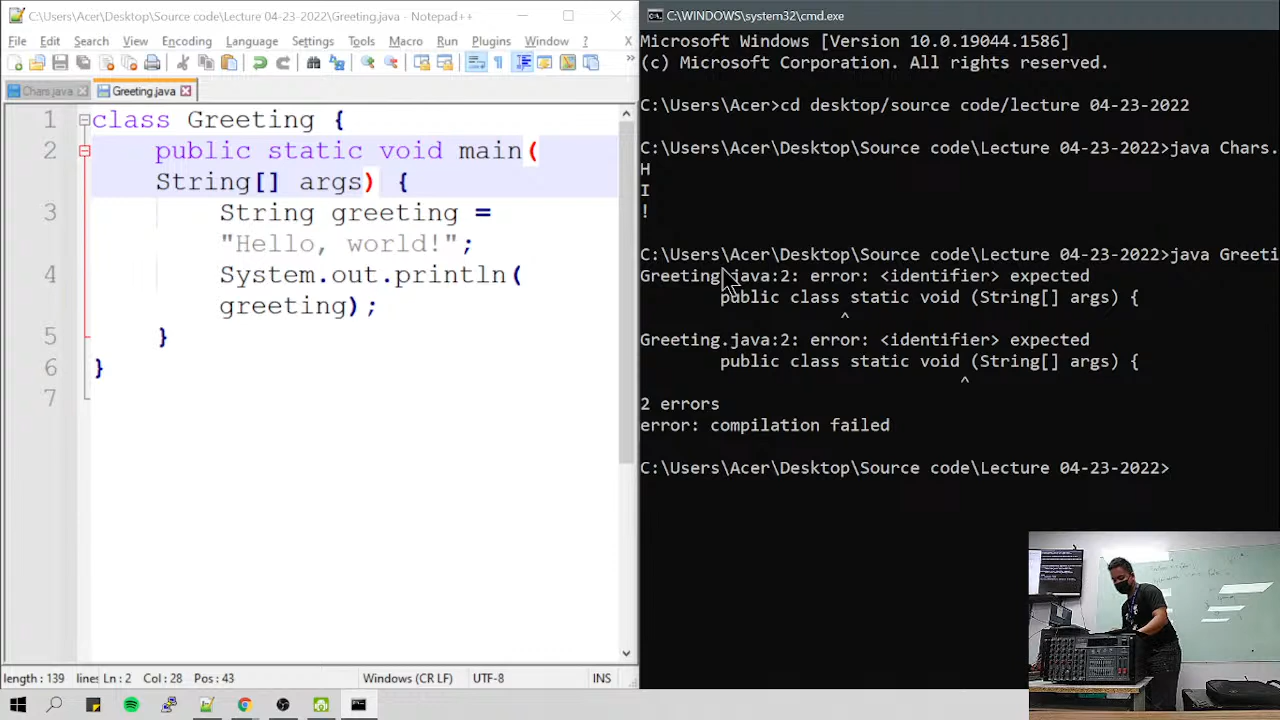 C:\Users\Acer\Desktop\Source code\Lecture 04-23-2022\Greeting.java - Notepad++
File Edit Search View Encoding Language Settings Tools Macro Run Plugins Window ? X
Chars.java Greeting.java
1 class Greeting {
2 public static void main(
String[] args) {
3 String greeting =
"Hello, world!";
4 System.out.println(
greeting);
5 }
6 }
7
length : 139 lines Ln : 2 Col : 28 Pos : 43 Windows (CR LF) UTF-8 INS
C:\WINDOWS\system32\cmd.exe
Microsoft Windows [Version 10.0.19044.1586]
(c) Microsoft Corporation. All rights reserved.
C:\Users\Acer>cd desktop/source code/lecture 04-23-2022
C:\Users\Acer\Desktop\Source code\Lecture 04-23-2022>java Chars.
H
I
!
C:\Users\Acer\Desktop\Source code\Lecture 04-23-2022>java Greeti
Greeting.java:2: error: <identifier> expected
public class static void (String[] args) {
^
Greeting.java:2: error: <identifier> expected
public class static void (String[] args) {
^
2 errors
error: compilation failed
C:\Users\Acer\Desktop\Source code\Lecture 04-23-2022>